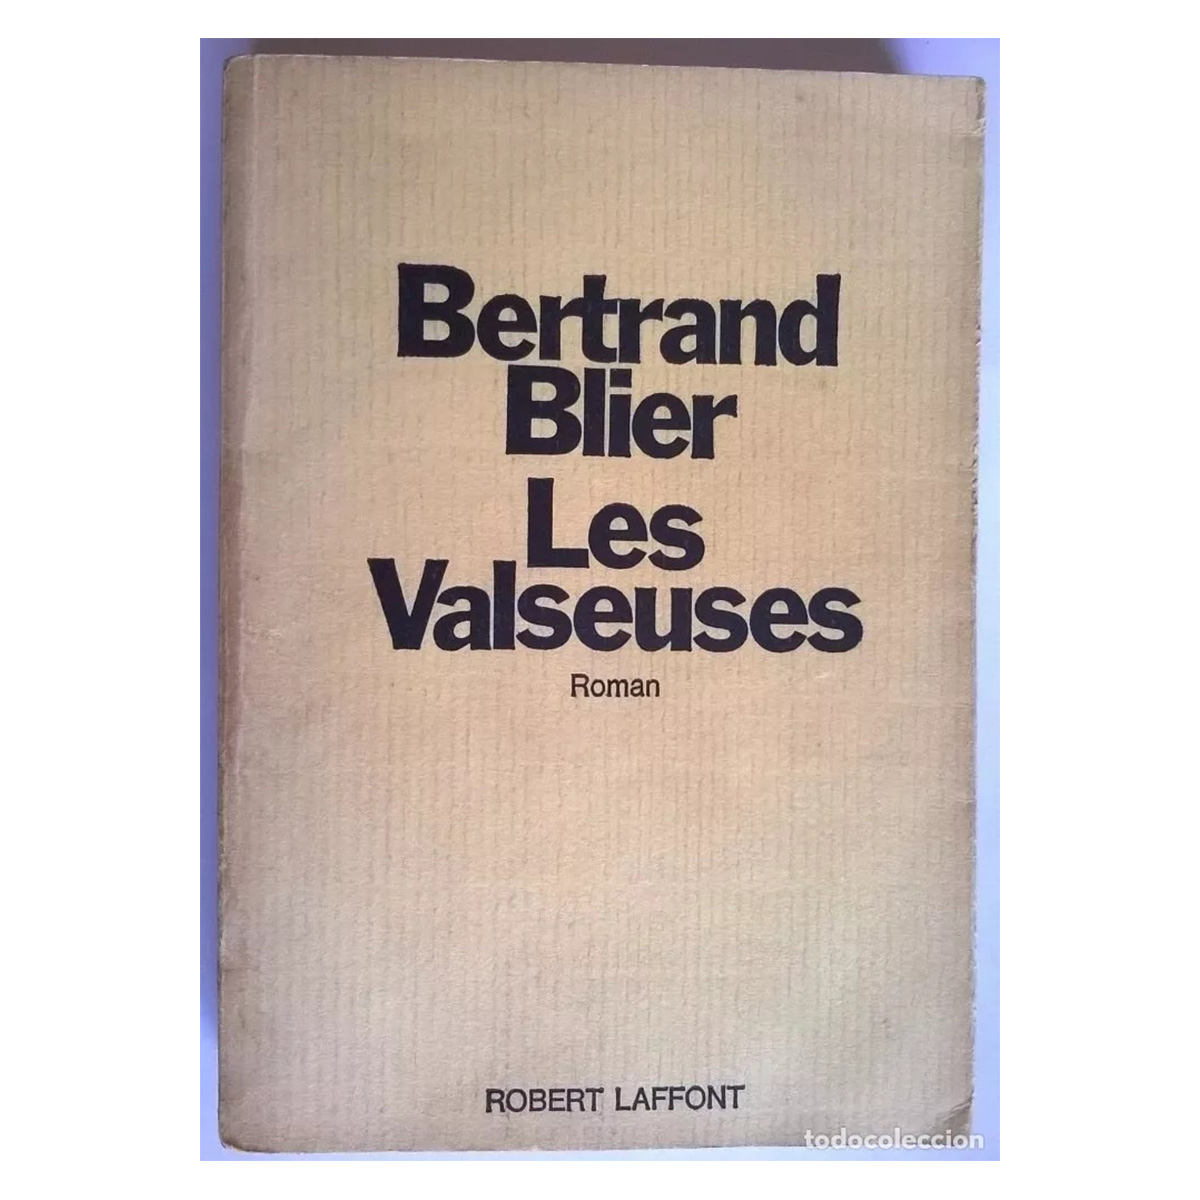 Bertrand
Blier
Les
Valseuses
Roman
ROBERT LAFFONT
todocoleccion